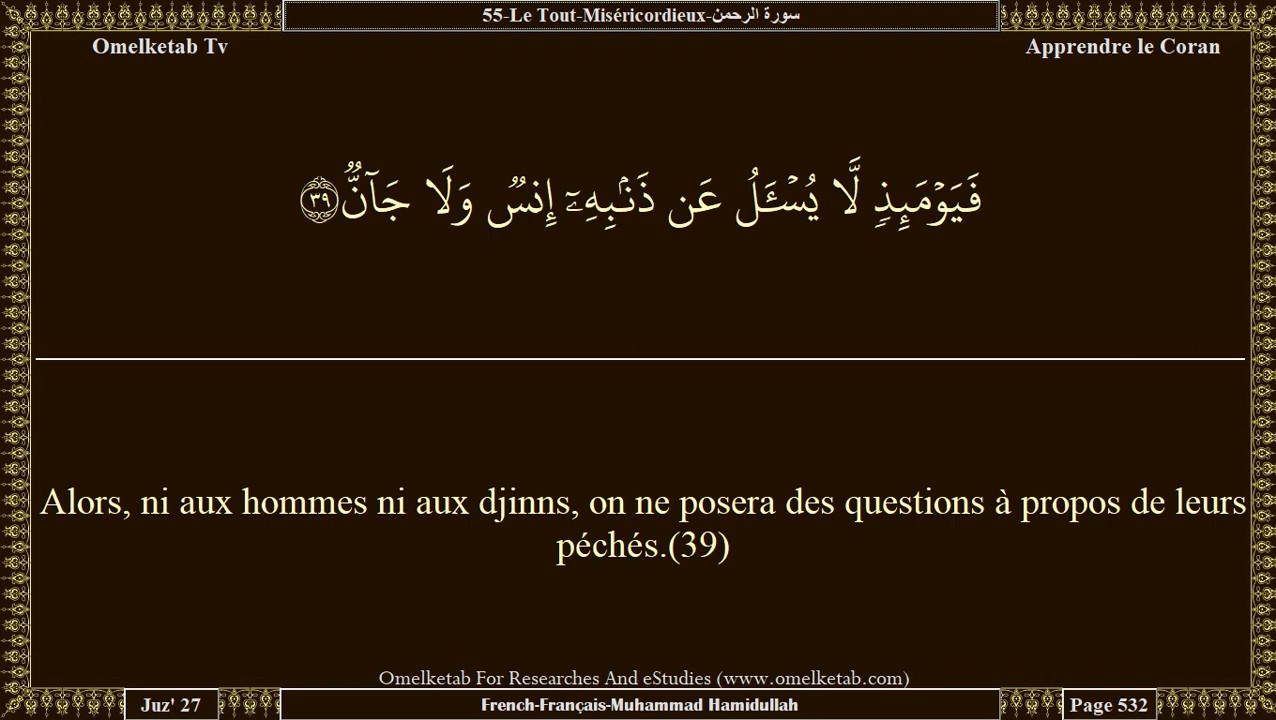 55-Le Tout-Miséricordieux-سورة الرحمن
Omelketab Tv
Apprendre le Coran
فَيَوۡمَئِذٖ لَّا يُسۡـَٔلُ عَن ذَنۢبِهِۦٓ إِنسٞ وَلَا جَآنّٞ ٣٩
Alors, ni aux hommes ni aux djinns, on ne posera des questions à propos de leurs
péchés.(39)
Omelketab For Researches And eStudies (www.omelketab.com)
Juz' 27
French-Français-Muhammad Hamidullah
Page 532